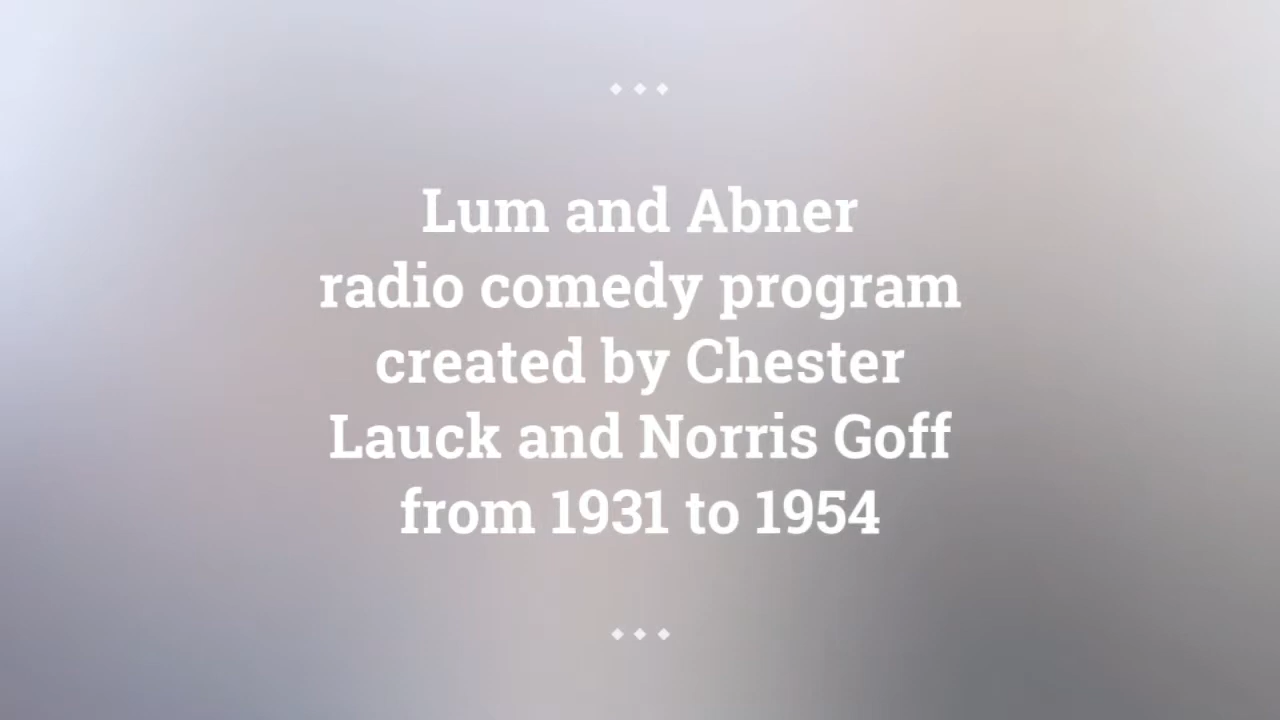 Lum and Abner
radio comedy program
created by Chester
Lauck and Norris Goff
from 1931 to 1954